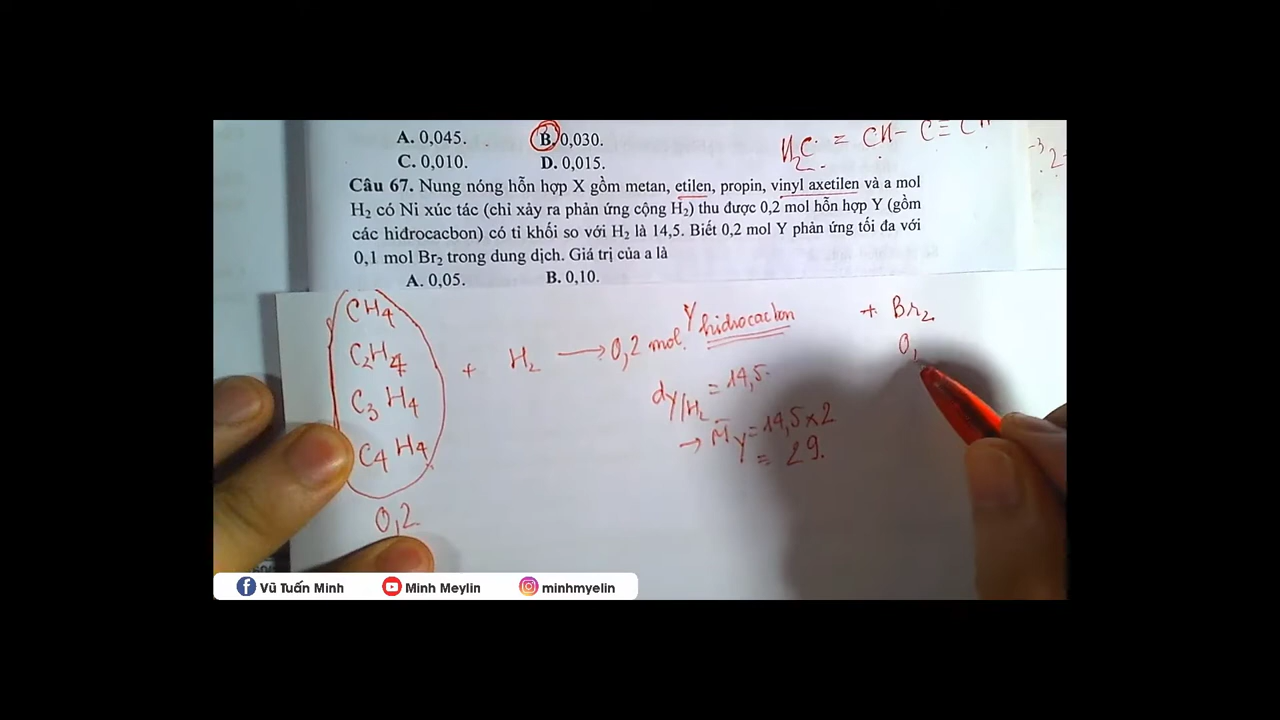 A. 0,045. B. 0,030.
C. 0,010. D. 0,015.
H₂C = CH- C≡CH
Câu 67. Nung nóng hỗn hợp X gồm metan, etilen, propin, vinyl axetilen và a mol
H₂ có Ni xúc tác (chỉ xảy ra phản ứng cộng H₂) thu được 0,2 mol hỗn hợp Y (gồm
các hiđrocacbon) có tỉ khối so với H₂ là 14,5. Biết 0,2 mol Y phản ứng tối đa với
0,1 mol Br₂ trong dung dịch. Giá trị của a là
A. 0,05. B. 0,10.
CH₄
C₂H₄
C₃H₄
C₄H₄
0,2
+ H₂ → 0,2 mol Y hidrocacbon + Br₂
0,
dY/H₂ = 14,5.
→ M̄Y = 14,5×2
= 29.
Vũ Tuấn Minh Minh Meylin minhmyelin